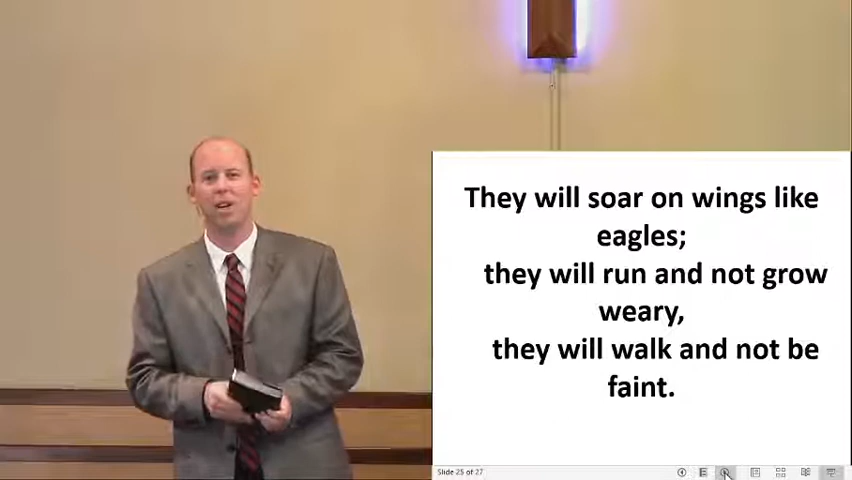 They will soar on wings like
eagles;
they will run and not grow
weary,
they will walk and not be
faint.
Slide 25 of 27